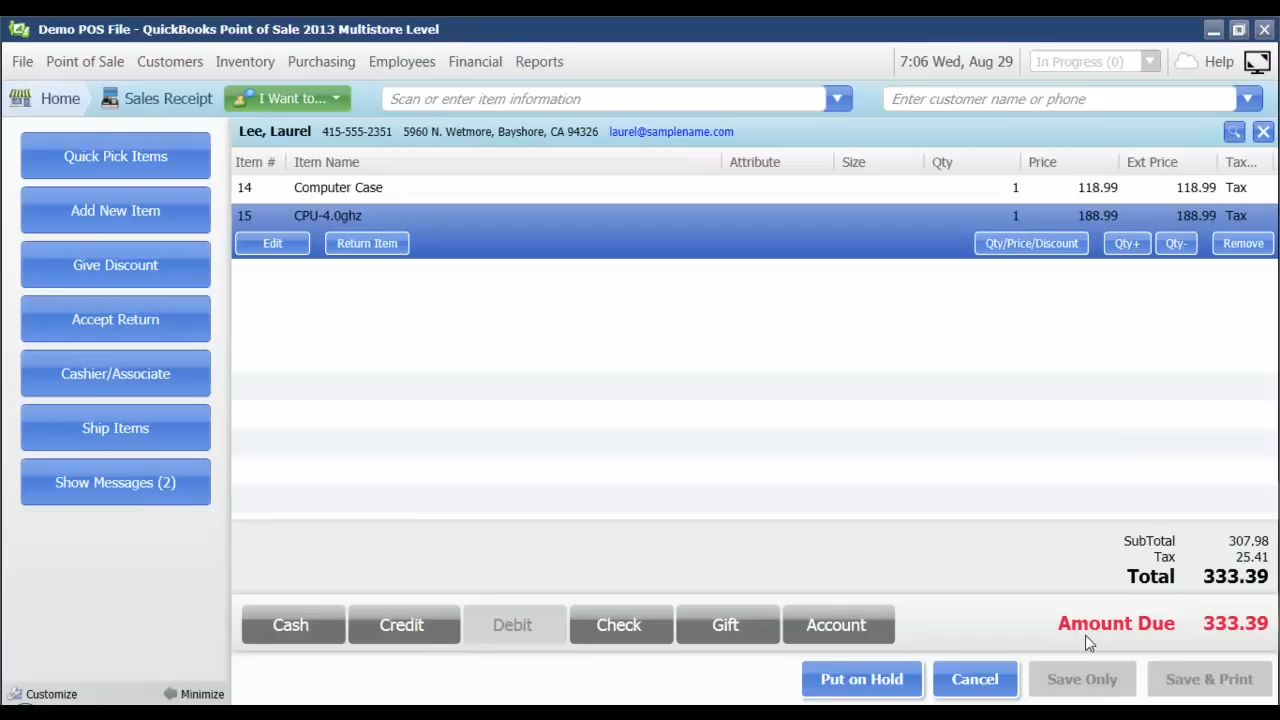 Demo POS File - QuickBooks Point of Sale 2013 Multistore Level
File Point of Sale Customers Inventory Purchasing Employees Financial Reports 7:06 Wed, Aug 29 In Progress (0) Help
Home Sales Receipt I Want to... Scan or enter item information Enter customer name or phone
Lee, Laurel 415-555-2351 5960 N. Wetmore, Bayshore, CA 94326 laurel@samplename.com
Item # Item Name Attribute Size Qty Price Ext Price Tax...
14 Computer Case 1 118.99 118.99 Tax
15 CPU-4.0ghz 1 188.99 188.99 Tax
Edit Return Item Qty/Price/Discount Qty+ Qty- Remove
Quick Pick Items
Add New Item
Give Discount
Accept Return
Cashier/Associate
Ship Items
Show Messages (2)
SubTotal 307.98
Tax 25.41
Total 333.39
Cash Credit Debit Check Gift Account Amount Due 333.39
Put on Hold Cancel Save Only Save & Print
Customize Minimize